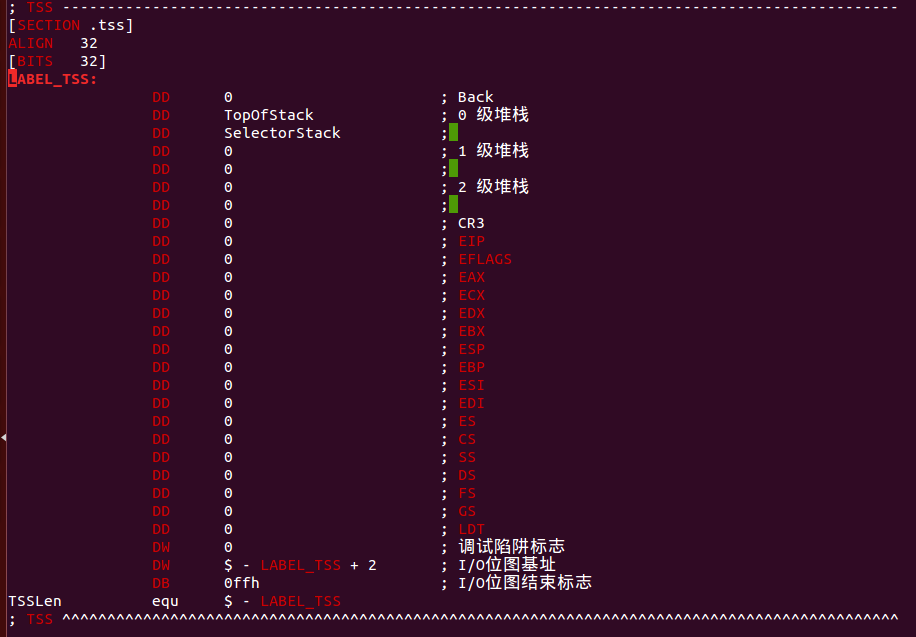 ; TSS ---------------------------------------------------------------------------------------------
[SECTION .tss]
ALIGN	32
[BITS	32]
LABEL_TSS:
		DD	0			; Back
		DD	TopOfStack		; 0 级堆栈
		DD	SelectorStack		;
		DD	0			; 1 级堆栈
		DD	0			;
		DD	0			; 2 级堆栈
		DD	0			;
		DD	0			; CR3
		DD	0			; EIP
		DD	0			; EFLAGS
		DD	0			; EAX
		DD	0			; ECX
		DD	0			; EDX
		DD	0			; EBX
		DD	0			; ESP
		DD	0			; EBP
		DD	0			; ESI
		DD	0			; EDI
		DD	0			; ES
		DD	0			; CS
		DD	0			; SS
		DD	0			; DS
		DD	0			; FS
		DD	0			; GS
		DD	0			; LDT
		DW	0			; 调试陷阱标志
		DW	$ - LABEL_TSS + 2	; I/O位图基址
		DB	0ffh			; I/O位图结束标志
TSSLen		equ	$ - LABEL_TSS
; TSS ^^^^^^^^^^^^^^^^^^^^^^^^^^^^^^^^^^^^^^^^^^^^^^^^^^^^^^^^^^^^^^^^^^^^^^^^^^^^^^^^^^^^^^^^^^^^^